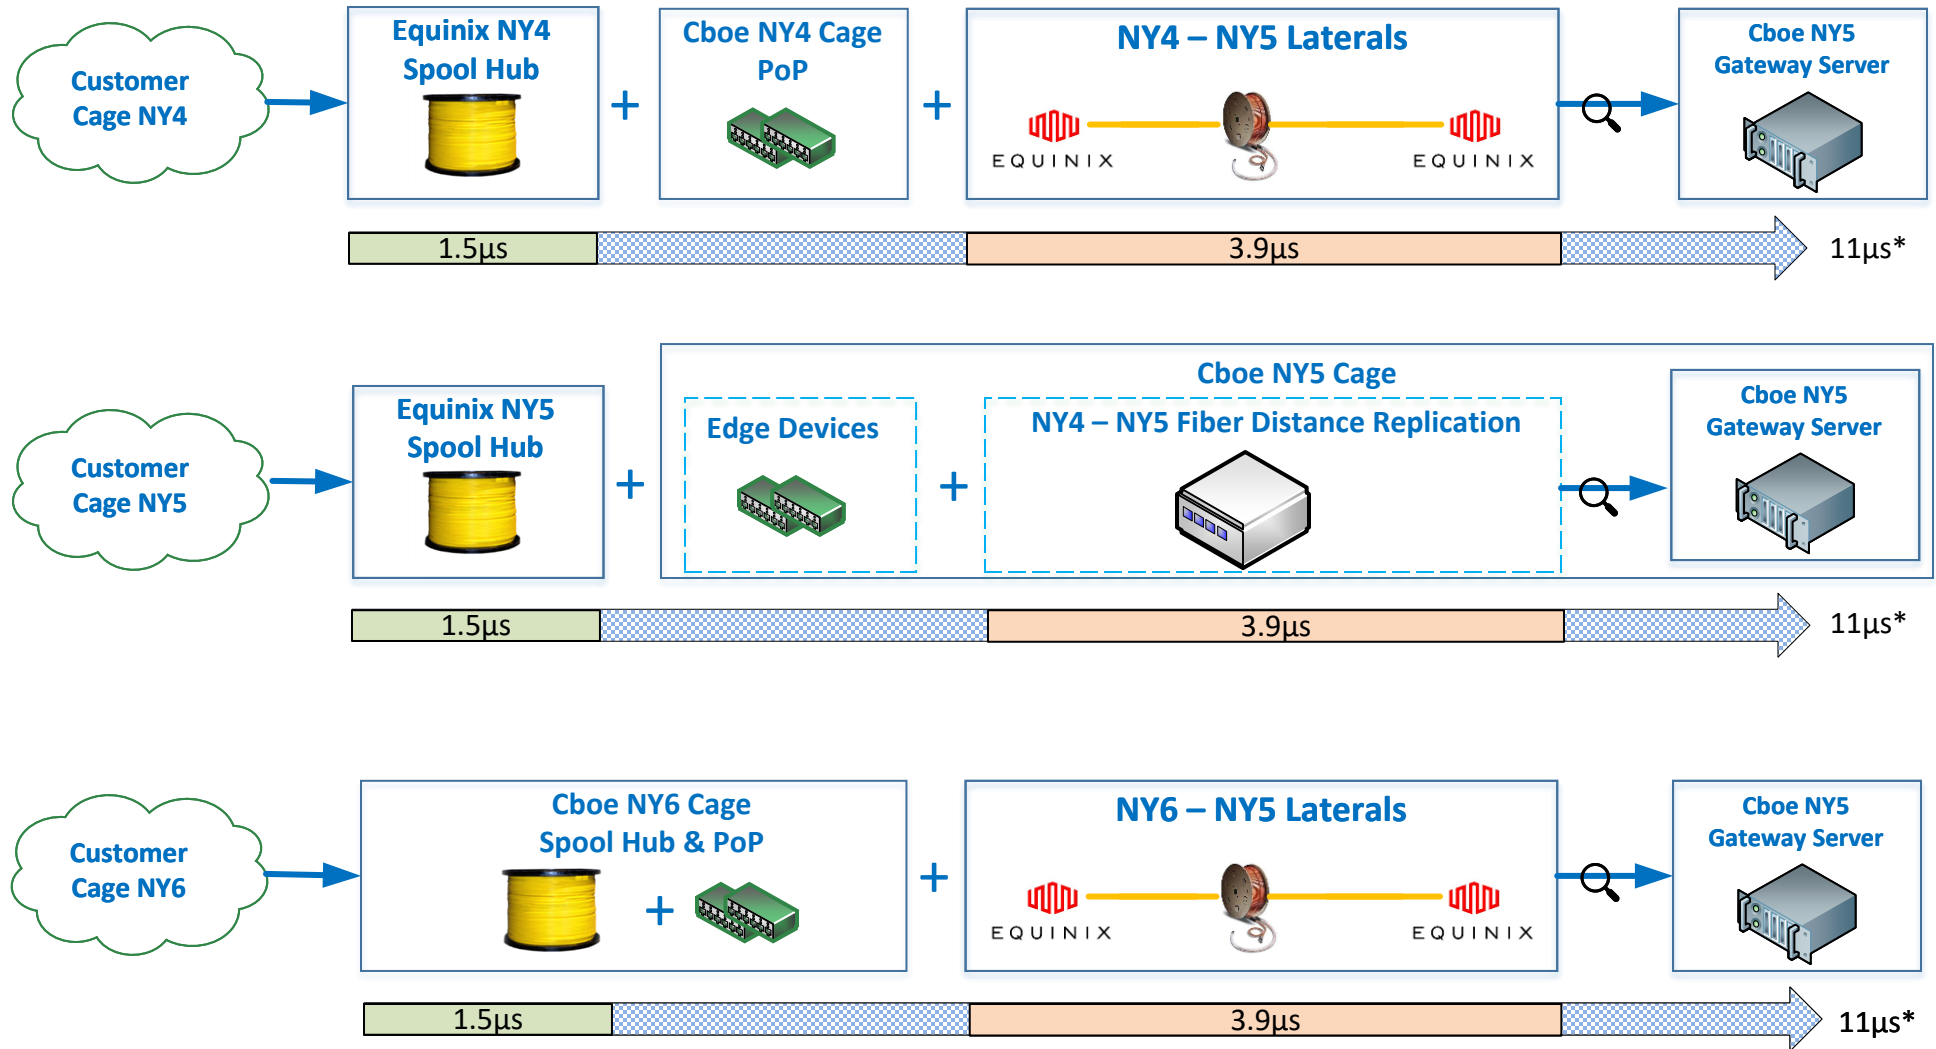 Customer
Cage NY4
Equinix NY4
Spool Hub
+
Cboe NY4 Cage
PoP
+
NY4 – NY5 Laterals
EQUINIX
EQUINIX
Cboe NY5
Gateway Server
1.5µs
3.9µs
11µs*
Customer
Cage NY5
Equinix NY5
Spool Hub
+
Cboe NY5 Cage
Edge Devices
+
NY4 – NY5 Fiber Distance Replication
Cboe NY5
Gateway Server
1.5µs
3.9µs
11µs*
Customer
Cage NY6
Cboe NY6 Cage
Spool Hub & PoP
+
+
NY6 – NY5 Laterals
EQUINIX
EQUINIX
Cboe NY5
Gateway Server
1.5µs
3.9µs
11µs*